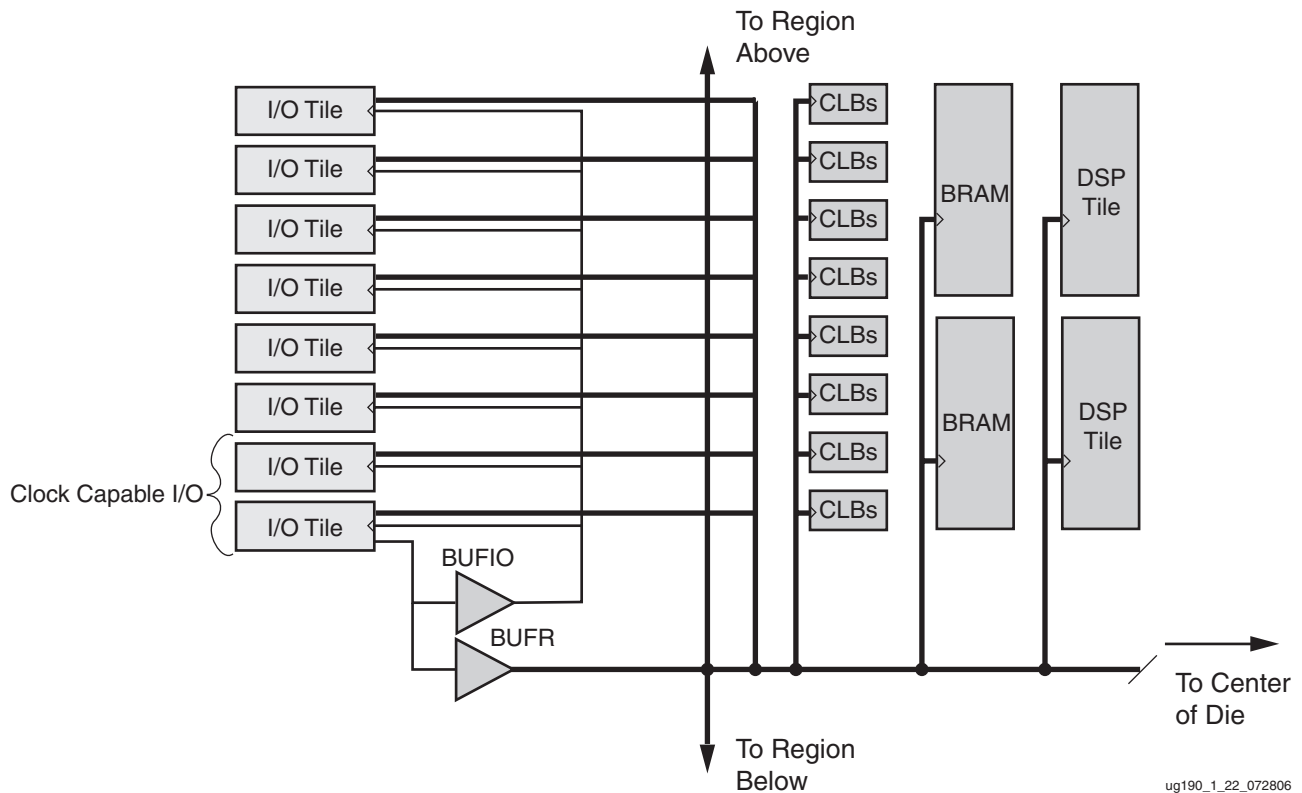 To Region
Above
I/O Tile
I/O Tile
I/O Tile
I/O Tile
I/O Tile
I/O Tile
I/O Tile
I/O Tile
Clock Capable I/O
CLBs
CLBs
CLBs
CLBs
CLBs
CLBs
CLBs
CLBs
BRAM
BRAM
DSP
Tile
DSP
Tile
BUFIO
BUFR
To Center
of Die
To Region
Below
ug190_1_22_072806